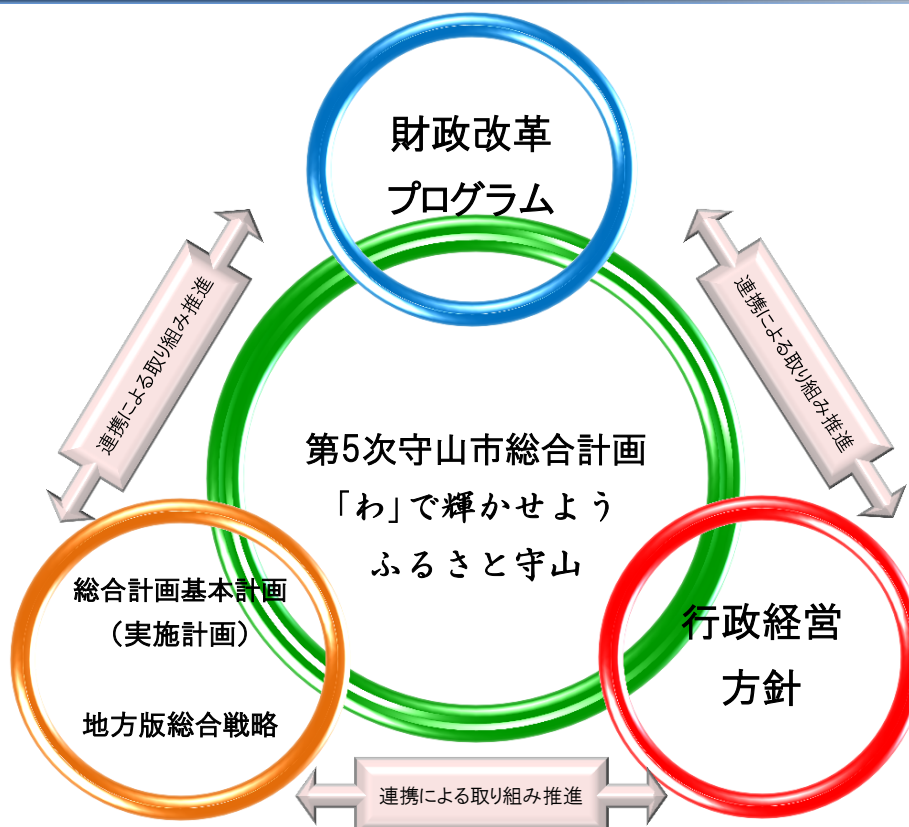 財政改革
プログラム
連携による取り組み推進
連携による取り組み推進
第5次守山市総合計画
「わ」で輝かせよう
ふるさと守山
総合計画基本計画
（実施計画）
地方版総合戦略
行政経営
方針
連携による取り組み推進